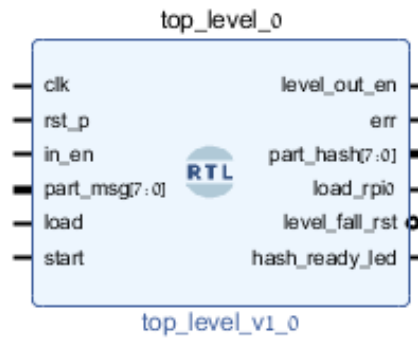 top_level_0
clk
level_out_en
rst_p
err
in_en
part_hash[7:0]
part_msg[7:0]
load_rpi0
load
level_fall_rst
start
hash_ready_led
RTL
top_level_v1_0